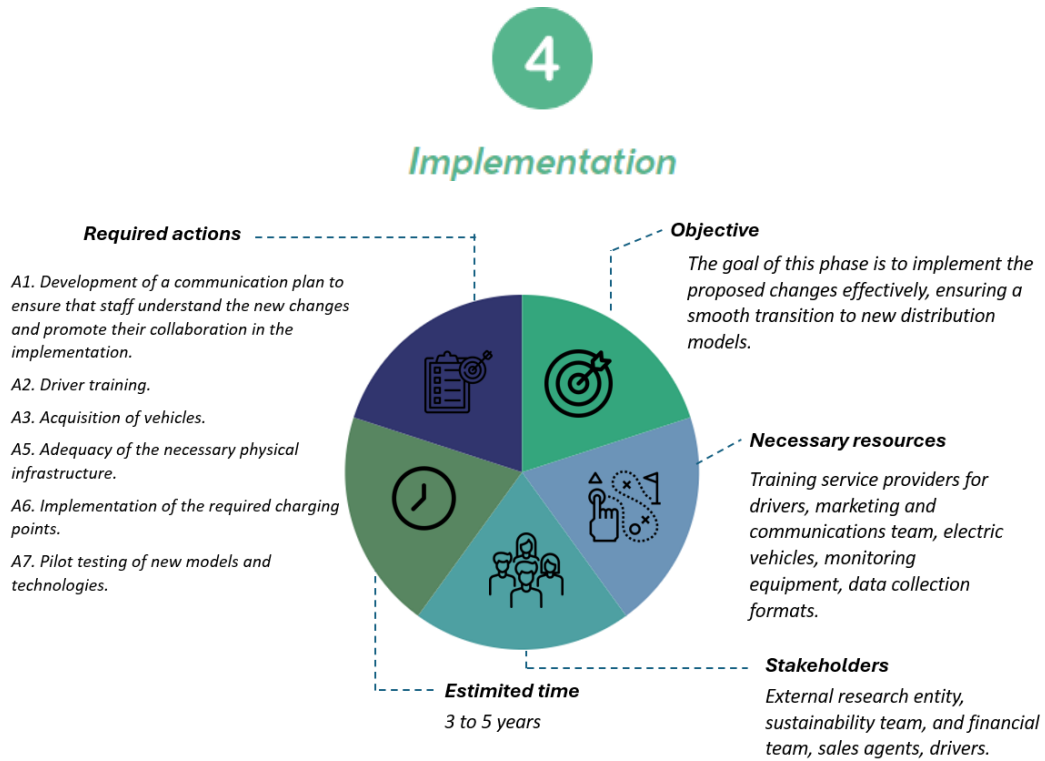 4
Implementation
Required actions
A1. Development of a communication plan to
ensure that staff understand the new changes
and promote their collaboration in the
implementation.
A2. Driver training.
A3. Acquisition of vehicles.
A5. Adequacy of the necessary physical
infrastructure.
A6. Implementation of the required charging
points.
A7. Pilot testing of new models and
technologies.
Objective
The goal of this phase is to implement the
proposed changes effectively, ensuring a
smooth transition to new distribution
models.
Necessary resources
Training service providers for
drivers, marketing and
communications team, electric
vehicles, monitoring
equipment, data collection
formats.
Stakeholders
External research entity,
sustainability team, and financial
team, sales agents, drivers.
Estimited time
3 to 5 years